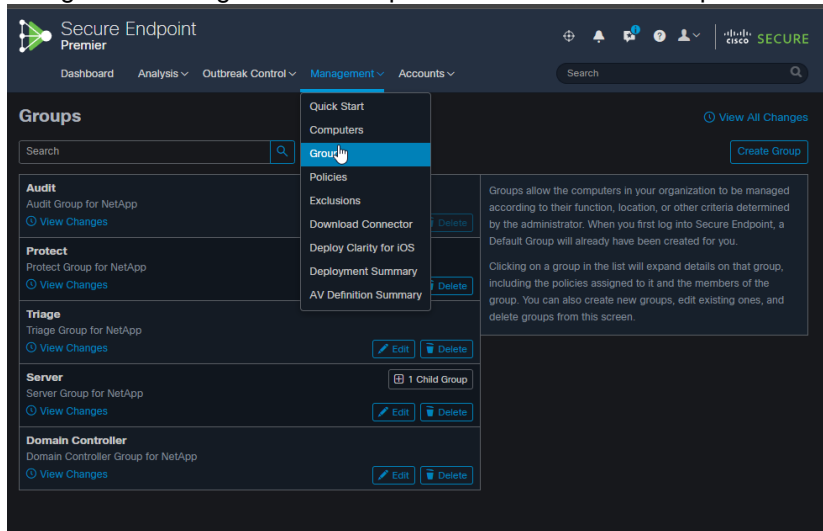 Secure Endpoint
Premier
CISCO SECURE
Dashboard Analysis Outbreak Control Management Accounts
Search
Groups
View All Changes
Search
Create Group
Quick Start
Computers
Policies
Exclusions
Download Connector
Deploy Clarity for iOS
Deployment Summary
AV Definition Summary
Audit
Audit Group for NetApp
View Changes
Delete
Protect
Protect Group for NetApp
View Changes
Delete
Triage
Triage Group for NetApp
View Changes
Edit Delete
Server
1 Child Group
Server Group for NetApp
View Changes
Edit Delete
Domain Controller
Domain Controller Group for NetApp
View Changes
Edit Delete
Groups allow the computers in your organization to be managed
according to their function, location, or other criteria determined
by the administrator. When you first log into Secure Endpoint, a
Default Group will already have been created for you.
Clicking on a group in the list will expand details on that group,
including the policies assigned to it and the members of the
group. You can also create new groups, edit existing ones, and
delete groups from this screen.